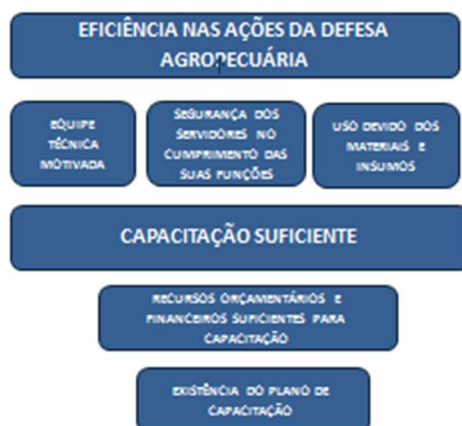 EFICIÊNCIA NAS AÇÕES DA DEFESA
AGROPECUÁRIA
EQUIPE
TÉCNICA
MOTIVADA
SEGURANÇA DOS
SERVIDORES NO
CUMPRIMENTO DAS
SUAS FUNÇÕES
USO DEVIDO DOS
MATERIAIS E
INSUMOS
CAPACITAÇÃO SUFICIENTE
RECURSOS ORÇAMENTÁRIOS E
FINANCEIROS SUFICIENTES PARA
CAPACITAÇÃO
EXISTÊNCIA DO PLANO DE
CAPACITAÇÃO